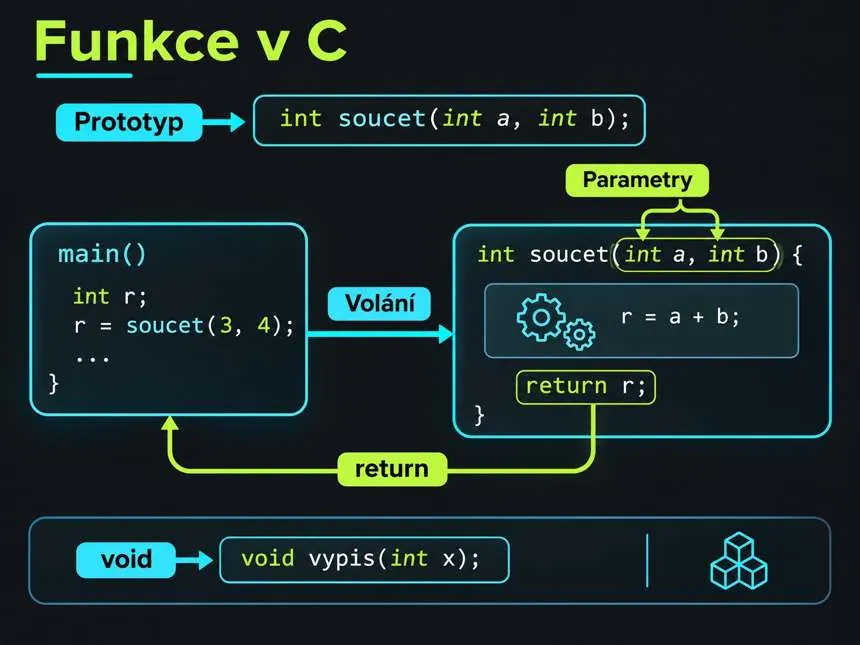 Funkce v C
Prototyp
int soucet(int a, int b);
Parametry
main()
int r;
r = soucet(3, 4);
...
}
Volání
int soucet(int a, int b) {
r = a + b;
return r;
}
return
void
void vypis(int x);